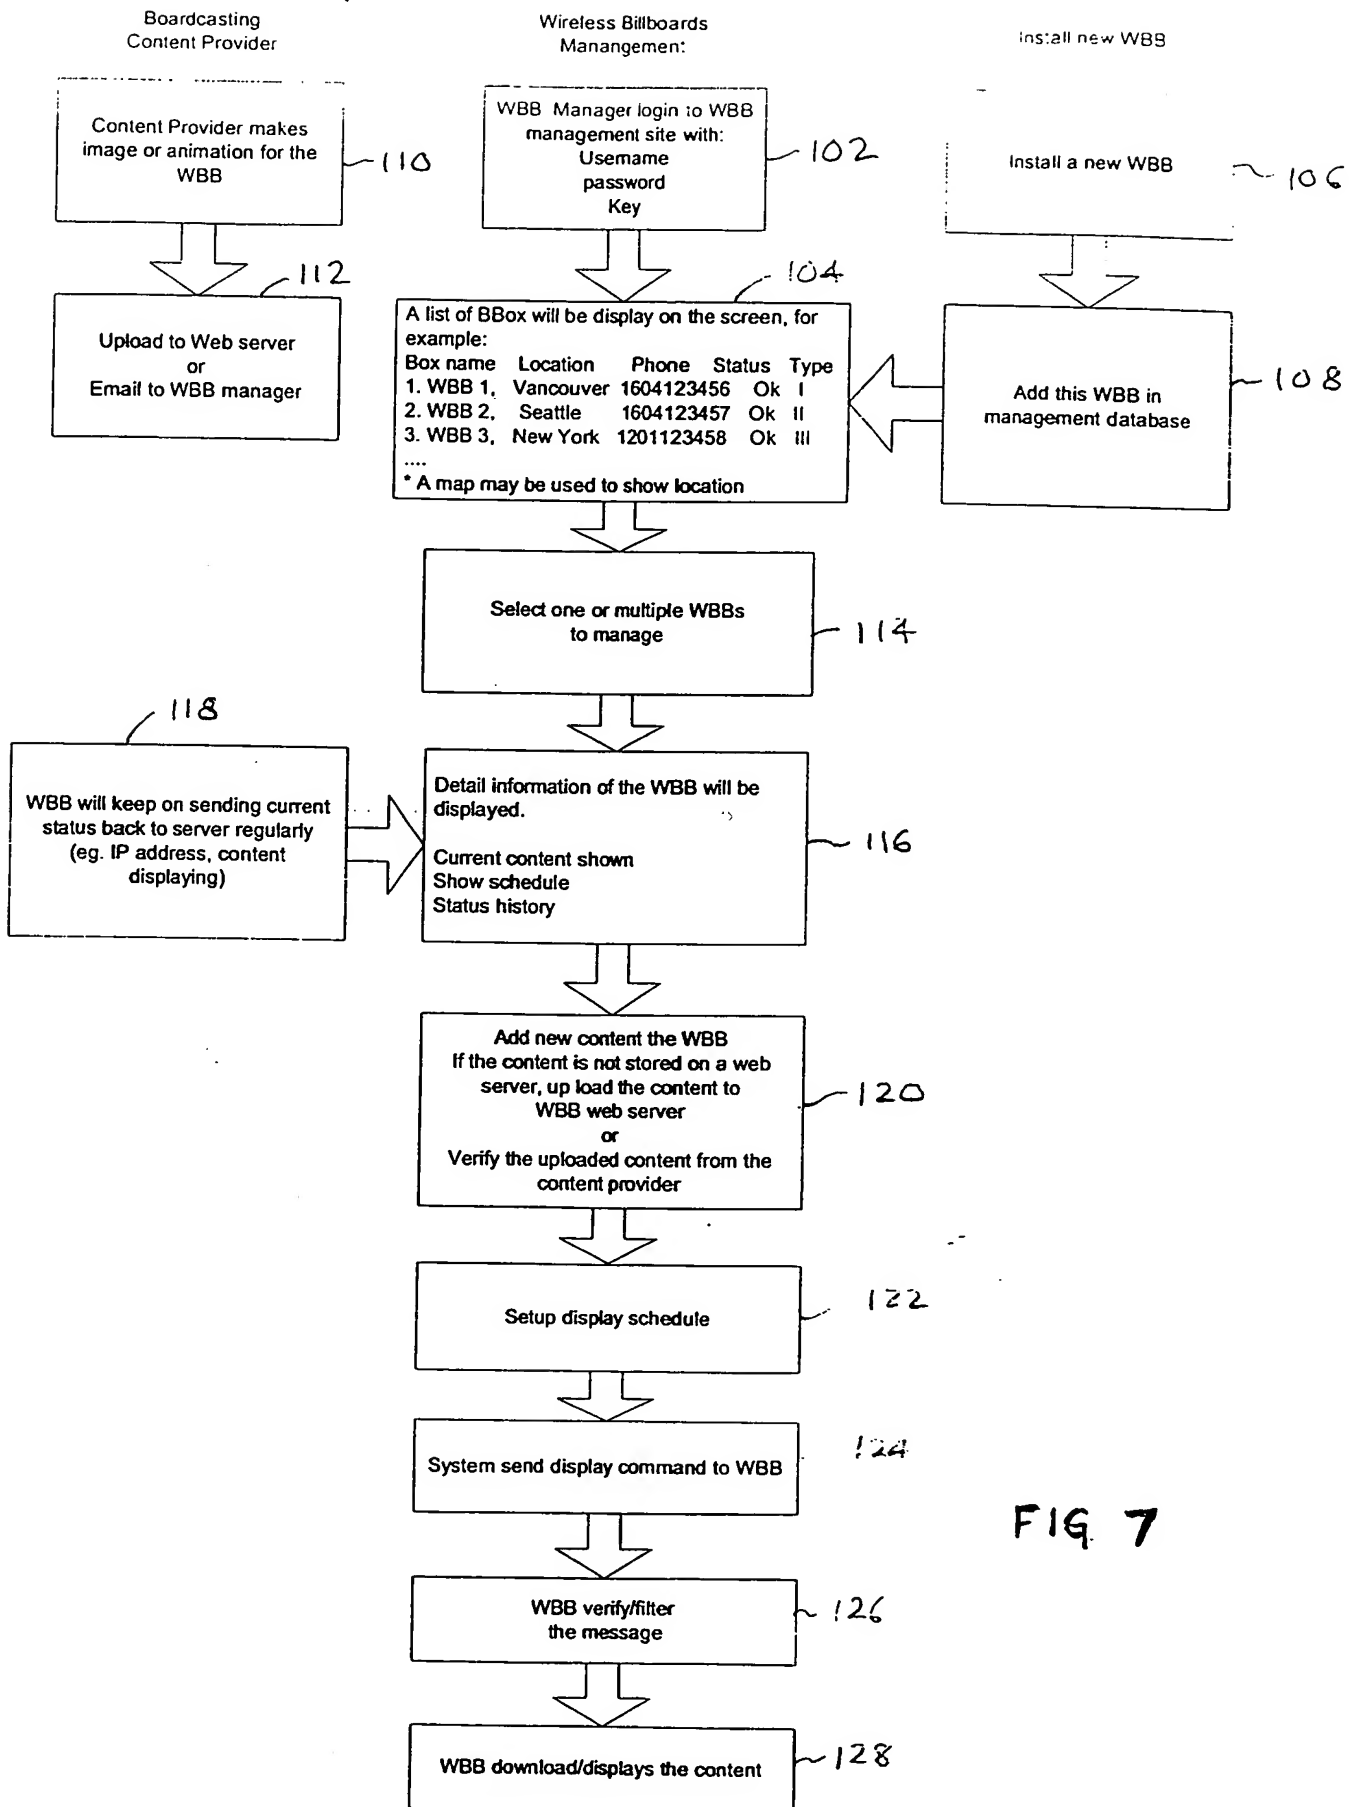 Boardcasting
Content Provider
Wireless Billboards
Manangement:
Install new WBB
Content Provider makes
image or animation for the
WBB
110
WBB Manager login to WBB
management site with:
Username
password
Key
102
Install a new WBB
106
112
Upload to Web server
or
Email to WBB manager
104
A list of BBox will be display on the screen, for
example:
Box name Location Phone Status Type
1. WBB 1, Vancouver 1604123456 Ok I
2. WBB 2, Seattle 1604123457 Ok II
3. WBB 3, New York 1201123458 Ok III
....
* A map may be used to show location
Add this WBB in
management database
108
Select one or multiple WBBs
to manage
114
118
WBB will keep on sending current
status back to server regularly
(eg. IP address, content
displaying)
Detail information of the WBB will be
displayed.
Current content shown
Show schedule
Status history
116
Add new content the WBB
If the content is not stored on a web
server, up load the content to
WBB web server
or
Verify the uploaded content from the
content provider
120
Setup display schedule
122
System send display command to WBB
124
WBB verify/filter
the message
126
WBB download/displays the content
128
FIG 7